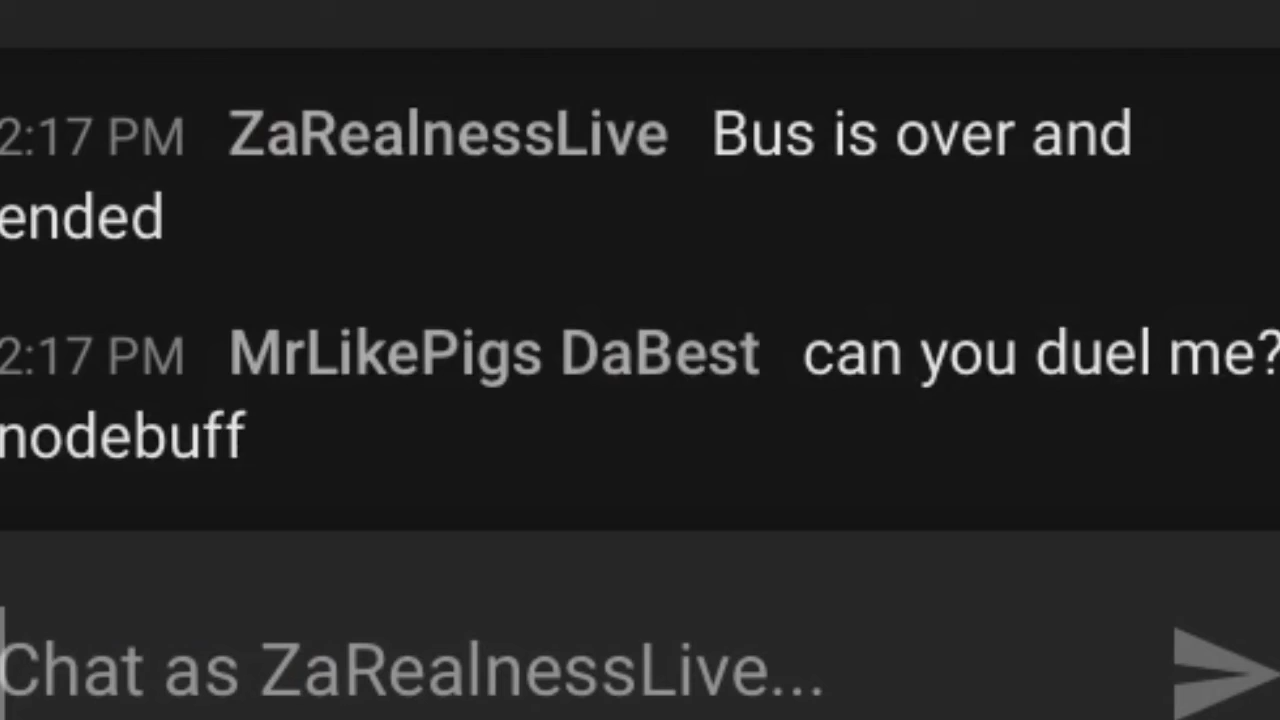 2:17 PM ZaRealnessLive Bus is over and
ended
2:17 PM MrLikePigs DaBest can you duel me?
nodebuff
Chat as ZaRealnessLive...